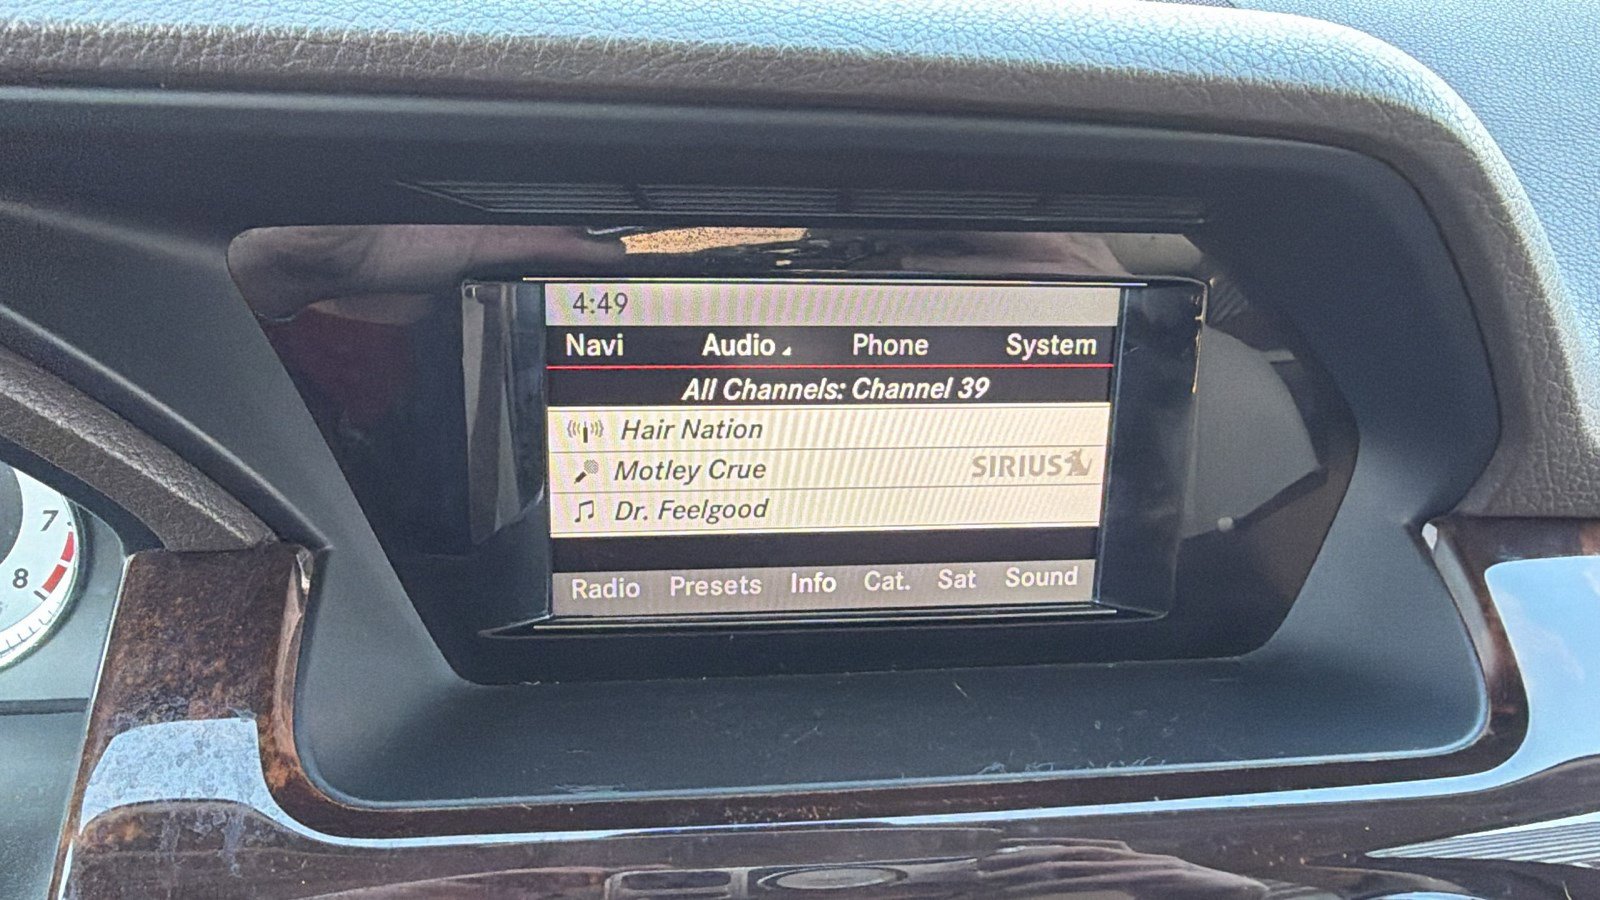 4:49
Navi Audio Phone System
All Channels: Channel 39
Hair Nation
Motley Crue
SIRIUS
Dr. Feelgood
Radio Presets Info Cat. Sat Sound
7
8